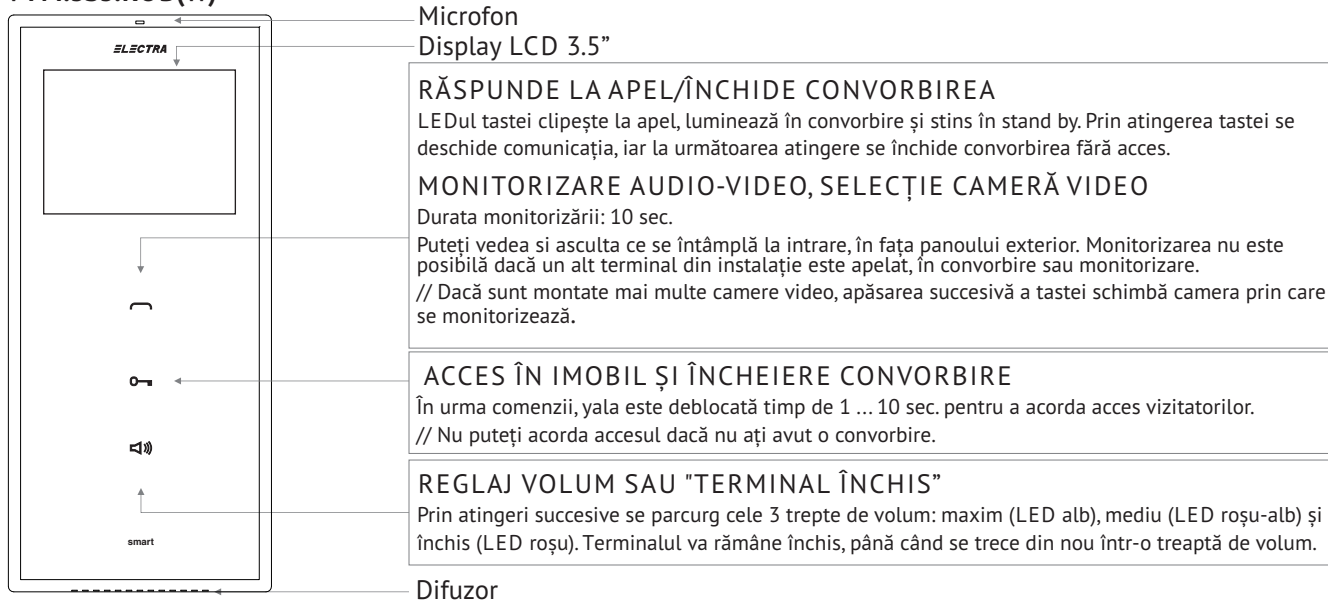 Microfon
ELECTRA
Display LCD 3.5”
RĂSPUNDE LA APEL/ÎNCHIDE CONVORBIREA
LEDul tastei clipește la apel, luminează în convorbire și stins în stand by. Prin atingerea tastei se
deschide comunicația, iar la următoarea atingere se închide convorbirea fără acces.
MONITORIZARE AUDIO-VIDEO, SELECȚIE CAMERĂ VIDEO
Durata monitorizării: 10 sec.
Puteți vedea si asculta ce se întâmplă la intrare, în fața panoului exterior. Monitorizarea nu este
posibilă dacă un alt terminal din instalație este apelat, în convorbire sau monitorizare.
// Dacă sunt montate mai multe camere video, apăsarea succesivă a tastei schimbă camera prin care
se monitorizează.
ACCES ÎN IMOBIL ȘI ÎNCHEIERE CONVORBIRE
În urma comenzii, yala este deblocată timp de 1 ... 10 sec. pentru a acorda acces vizitatorilor.
// Nu puteți acorda accesul dacă nu ați avut o convorbire.
REGLAJ VOLUM SAU "TERMINAL ÎNCHIS”
Prin atingeri succesive se parcurg cele 3 trepte de volum: maxim (LED alb), mediu (LED roșu-alb) și
închis (LED roșu). Terminalul va rămâne închis, până când se trece din nou într-o treaptă de volum.
smart
Difuzor